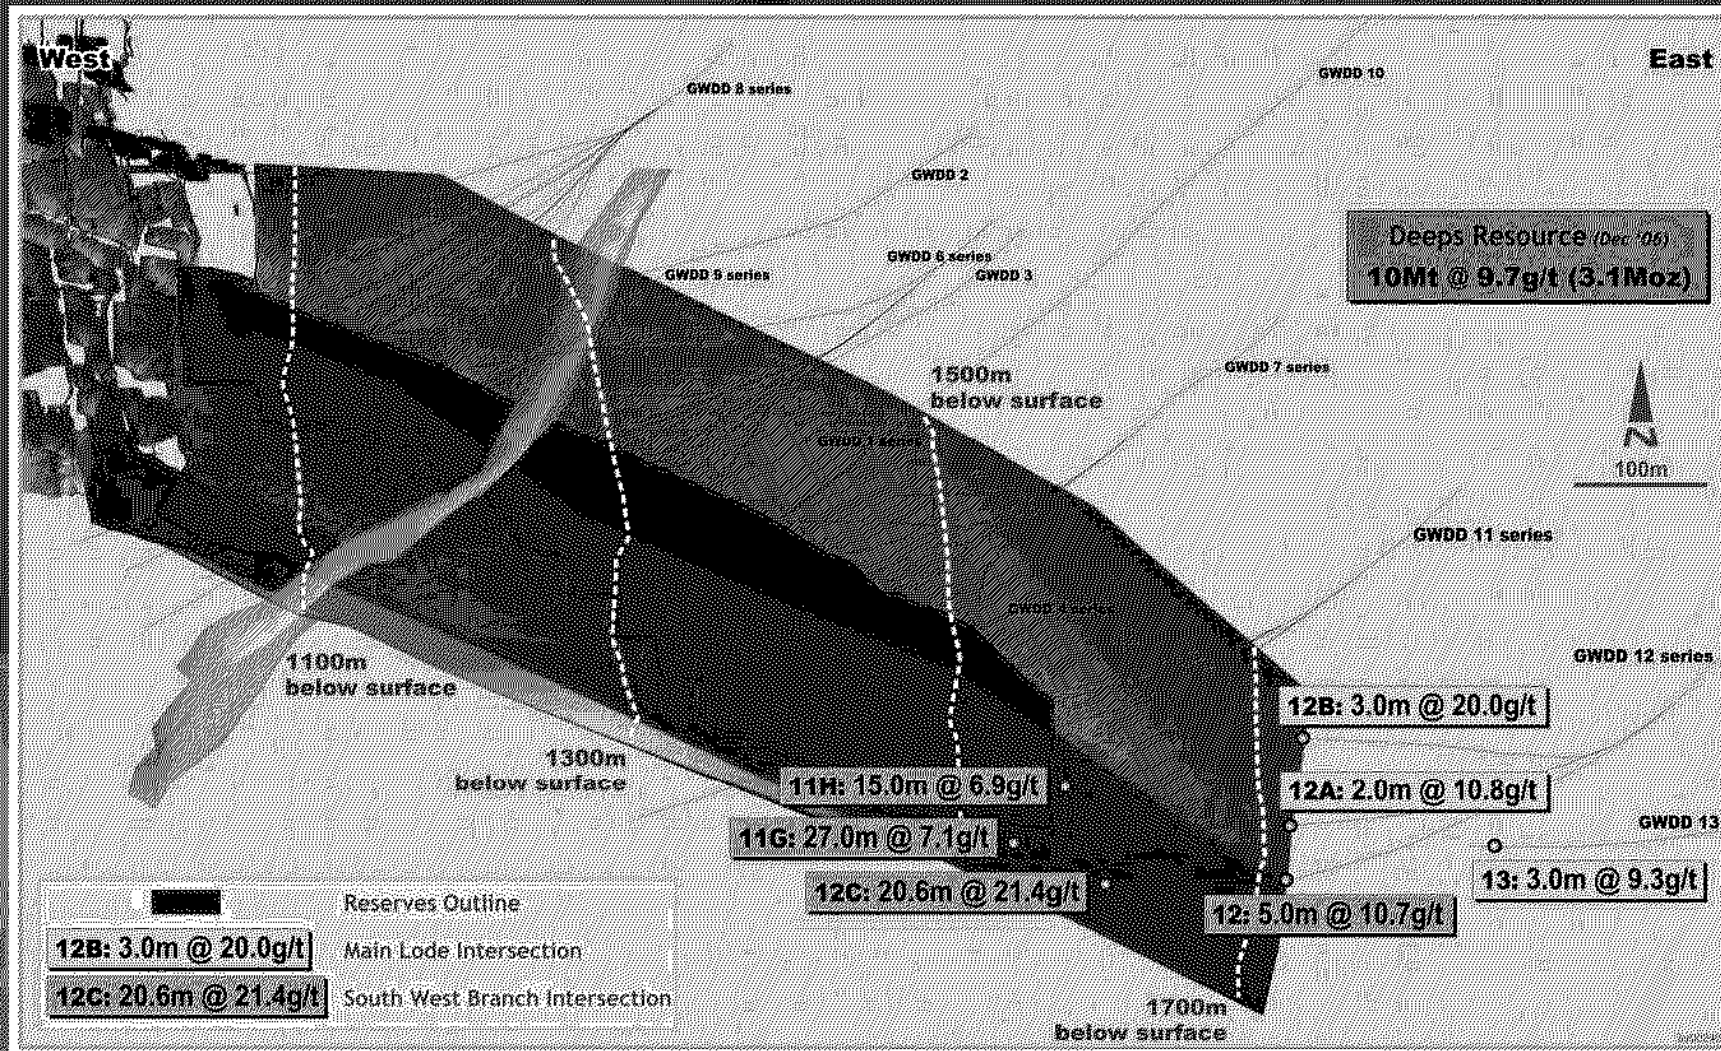 West
East
GWDD 10
GWDD 8 series
GWDD 2
Deeps Resource (Dec '06)
10Mt @ 9.7g/t (3.1Moz)
GWDD 6 series
GWDD 9 series
GWDD 3
GWDD 7 series
1500m
below surface
GWDD 1 series
N
100m
GWDD 11 series
GWDD 4 series
GWDD 12 series
1100m
below surface
12B: 3.0m @ 20.0g/t
1300m
below surface
11H: 15.0m @ 6.9g/t
12A: 2.0m @ 10.8g/t
GWDD 13
11G: 27.0m @ 7.1g/t
12C: 20.6m @ 21.4g/t
13: 3.0m @ 9.3g/t
12: 5.0m @ 10.7g/t
Reserves Outline
12B: 3.0m @ 20.0g/t
Main Lode Intersection
12C: 20.6m @ 21.4g/t
South West Branch Intersection
1700m
below surface